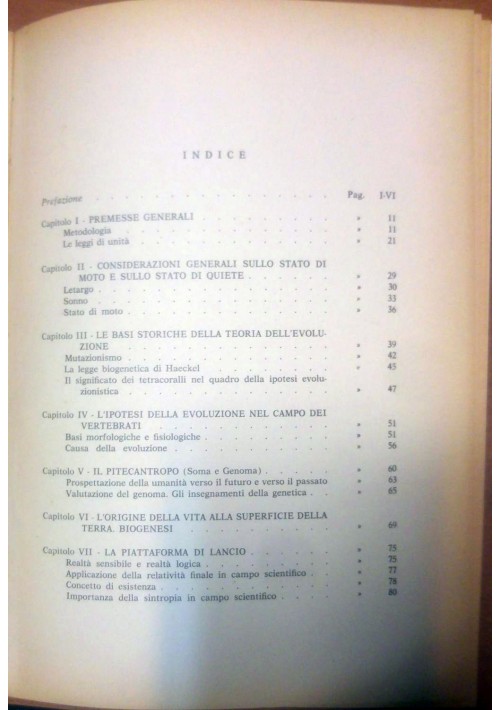 INDICE
Prefazione . . . . . . . . . . . . . . Pag. I-VI
Capitolo I - PREMESSE GENERALI . . . . . . . . » 11
Metodologia . . . . . . . . . . . . » 11
Le leggi di unità . . . . . . . . . . . » 21
Capitolo II - CONSIDERAZIONI GENERALI SULLO STATO DI
MOTO E SULLO STATO DI QUIETE . . . . . » 29
Letargo . . . . . . . . . . . . . » 30
Sonno . . . . . . . . . . . . . » 33
Stato di moto . . . . . . . . . . . . » 36
Capitolo III - LE BASI STORICHE DELLA TEORIA DELL'EVOLU-
ZIONE . . . . . . . . . . . . » 39
Mutazionismo . . . . . . . . . . . . » 42
La legge biogenetica di Haeckel . . . . . . . » 45
Il significato dei tetracoralli nel quadro della ipotesi evolu-
zionistica . . . . . . . . . . . . » 47
Capitolo IV - L'IPOTESI DELLA EVOLUZIONE NEL CAMPO DEI
VERTEBRATI . . . . . . . . . . » 51
Basi morfologiche e fisiologiche . . . . . . . » 51
Causa della evoluzione . . . . . . . . . » 56
Capitolo V - IL PITECANTROPO (Soma e Genoma) . . . . . » 60
Prospettazione della umanità verso il futuro e verso il passato » 63
Valutazione del genoma. Gli insegnamenti della genetica . . » 65
Capitolo VI - L'ORIGINE DELLA VITA ALLA SUPERFICIE DELLA
TERRA. BIOGENESI . . . . . . . . » 69
Capitolo VII - LA PIATTAFORMA DI LANCIO . . . . . . » 75
Realtà sensibile e realtà logica . . . . . . . . » 75
Applicazione della relatività finale in campo scientifico . . » 77
Concetto di esistenza . . . . . . . . . . » 78
Importanza della sintropia in campo scientifico . . . . » 80